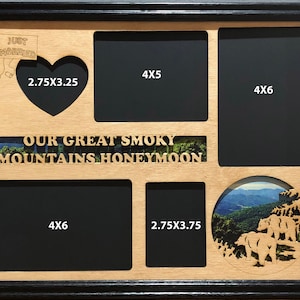 JUST
MARRIED
2.75X3.25
4X5
4X6
OUR GREAT SMOKY
MOUNTAINS HONEYMOON
4X6
2.75X3.75